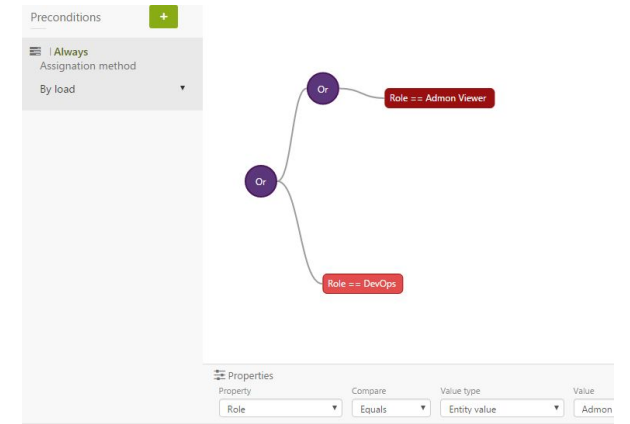 Preconditions
+
Always
Assignation method
By load
Or
Role == Admon Viewer
Or
Role == DevOps
Properties
Property
Compare
Value type
Value
Role
Equals
Entity value
Admon